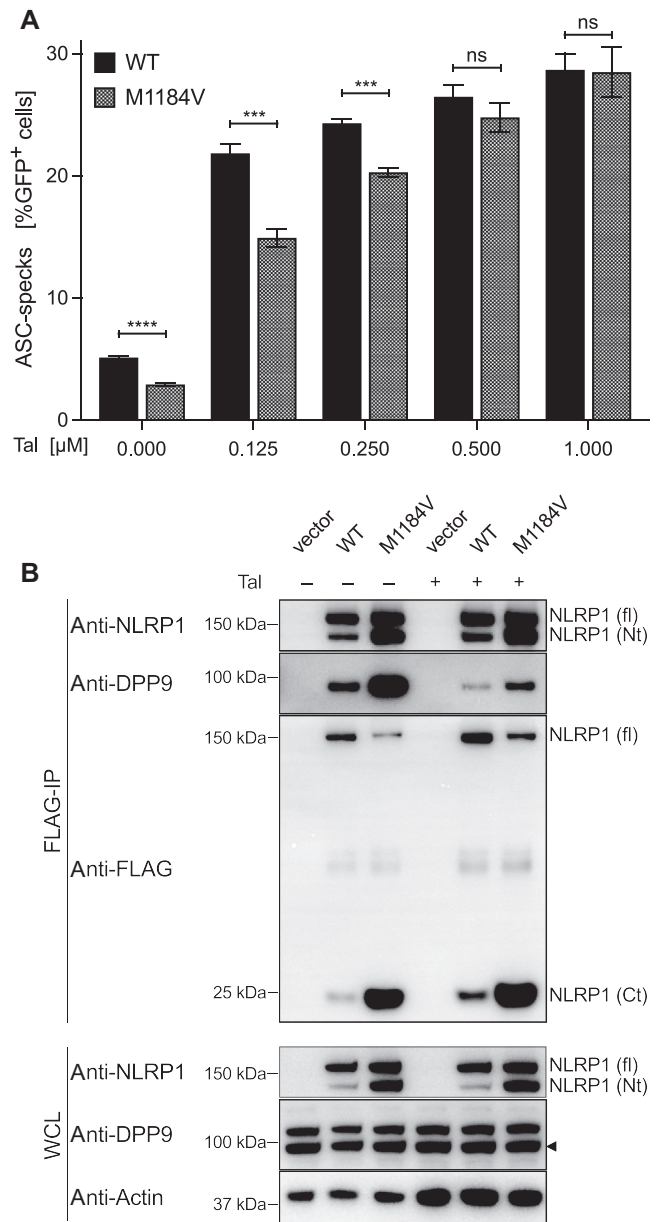 A
ASC-specks [%GFP+ cells]
30
20
10
0
WT
M1184V
****
***
***
ns
ns
Tal [µM] 0.000 0.125 0.250 0.500 1.000
B
vector WT M1184V vector WT M1184V
Tal – – – + + +
FLAG-IP
Anti-NLRP1 150 kDa NLRP1 (fl)
NLRP1 (Nt)
Anti-DPP9 100 kDa
150 kDa NLRP1 (fl)
Anti-FLAG
25 kDa NLRP1 (Ct)
WCL
Anti-NLRP1 150 kDa NLRP1 (fl)
NLRP1 (Nt)
Anti-DPP9 100 kDa
Anti-Actin 37 kDa